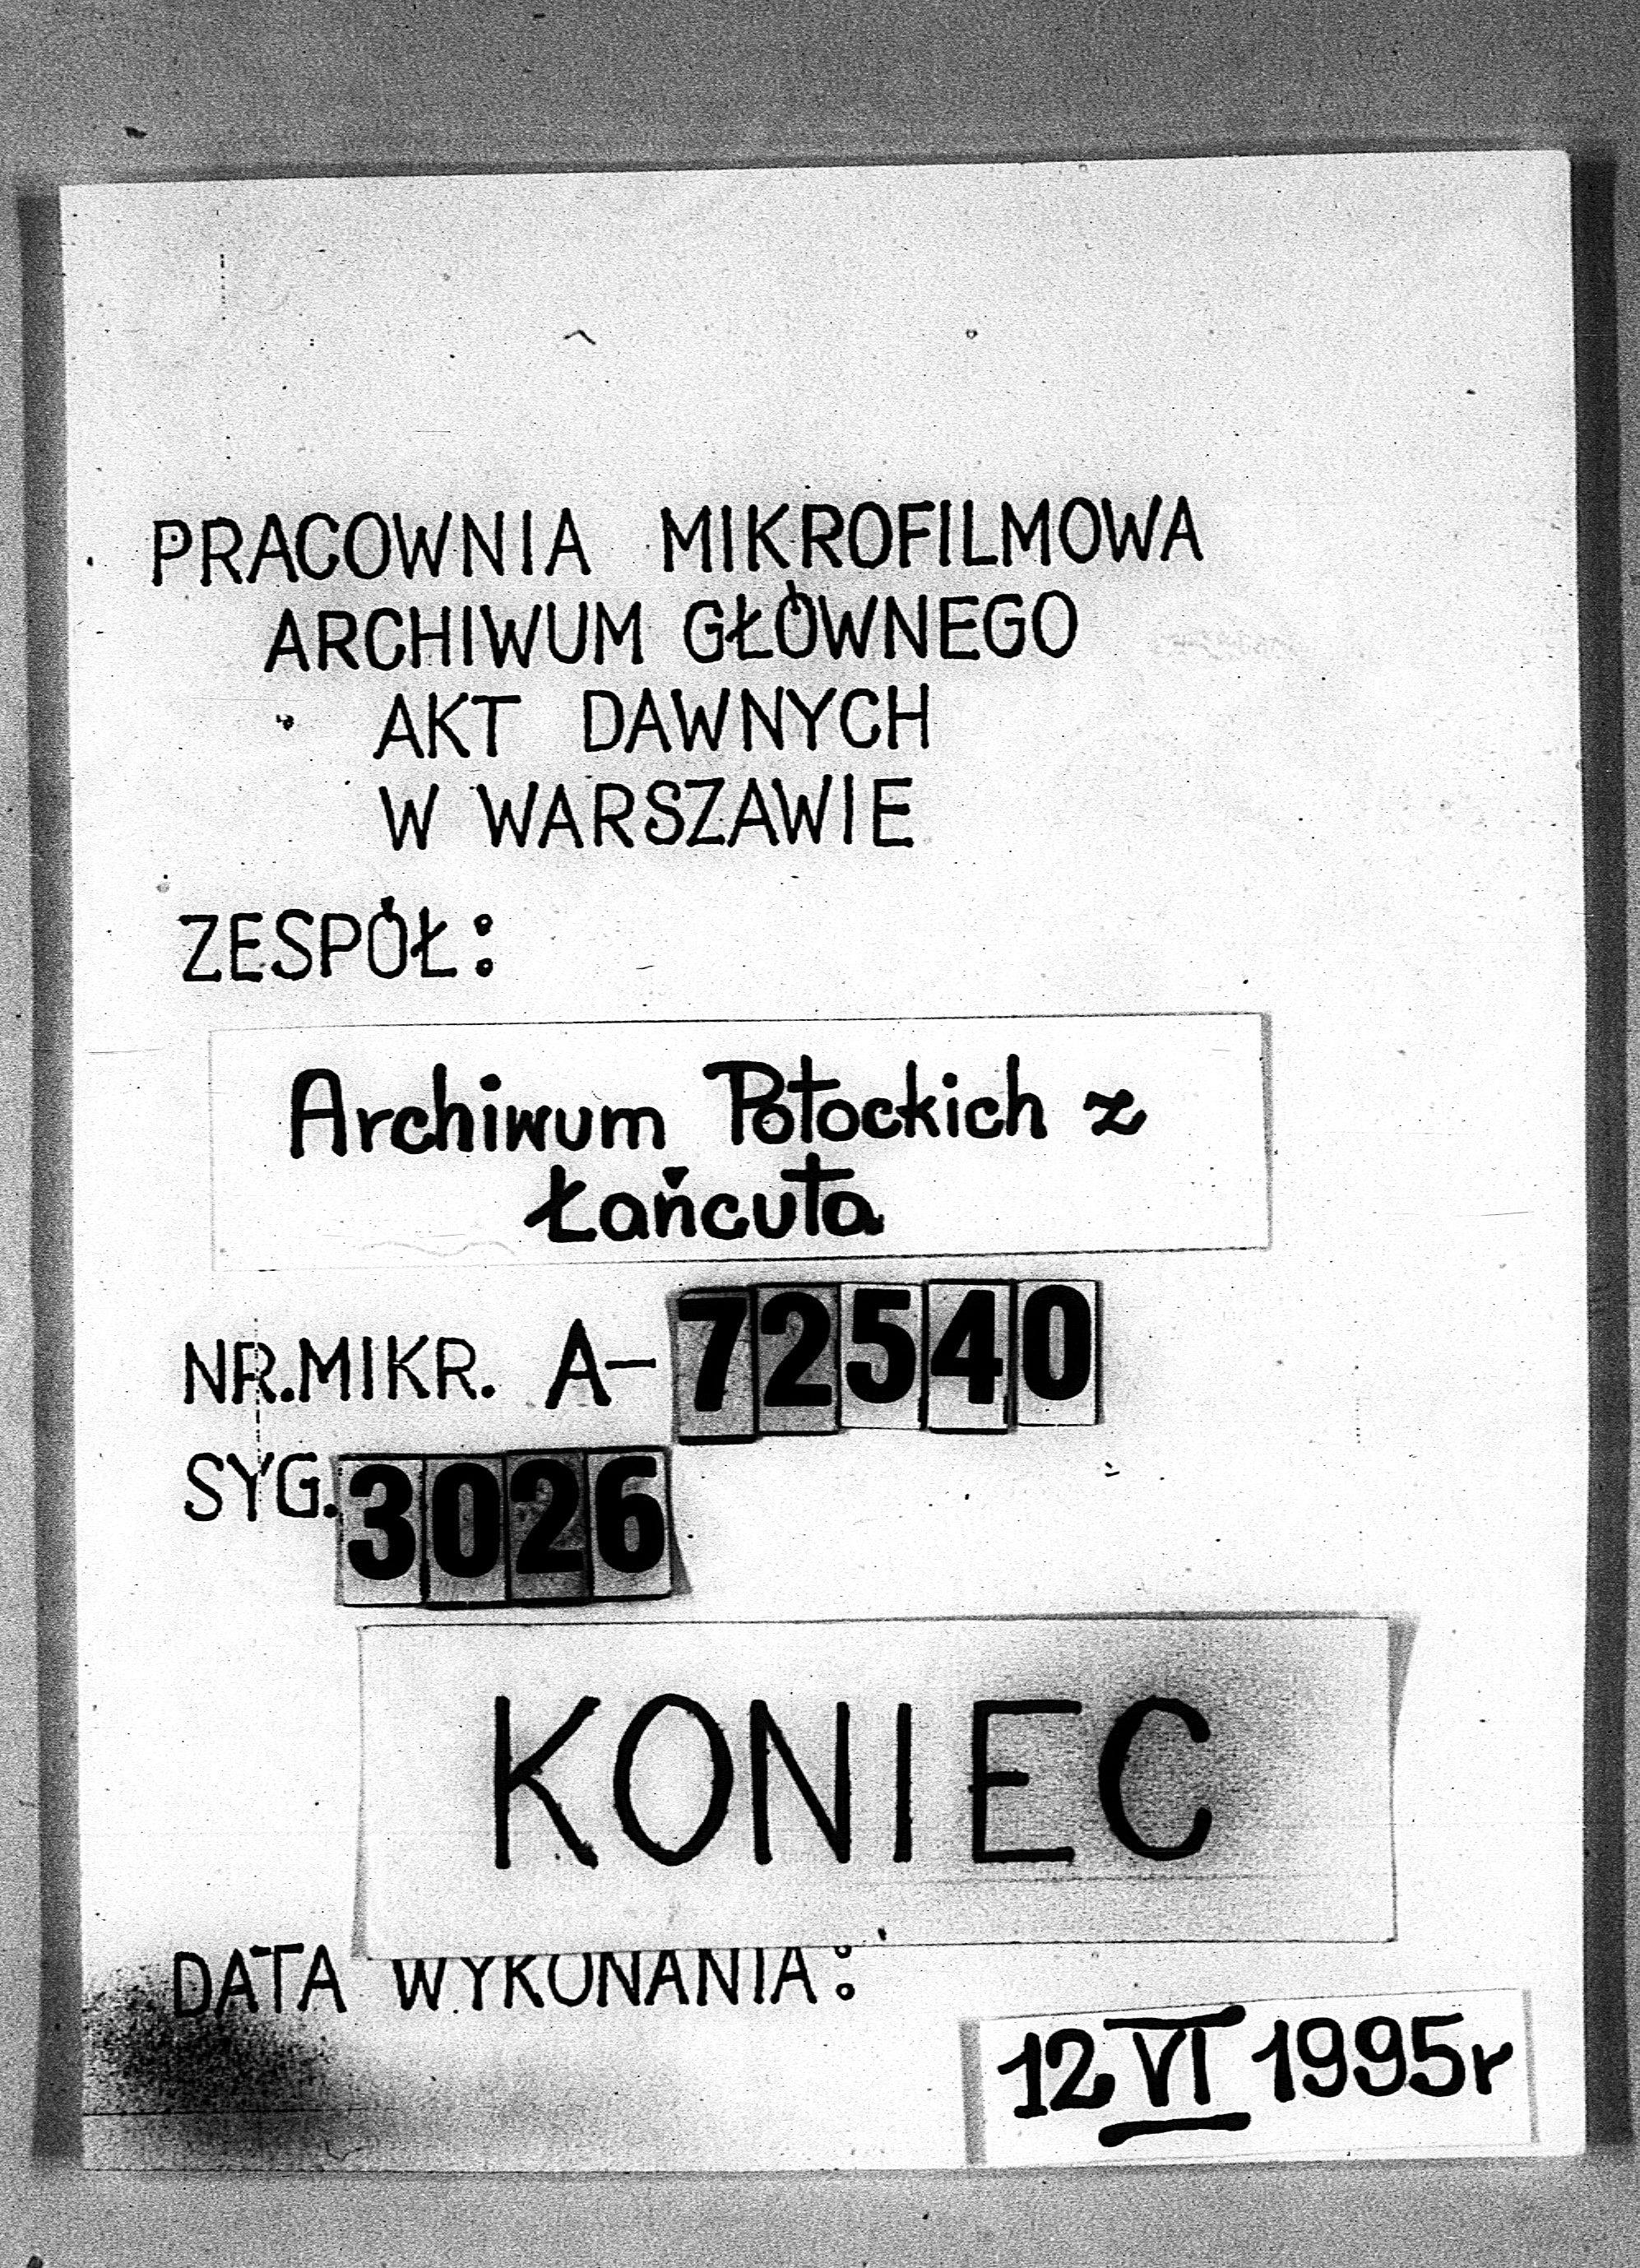 PRACOWNIA MIKROFILMOWA
ARCHIWUM GŁÓWNEGO
AKT DAWNYCH
W WARSZAWIE
ZESPÓŁ:
Archiwum Potockich z
Łańcuta
NR.MIKR. A-72540
SYG. 3026
KONIEC
DATA WYKONANIA:
12 VI 1995r